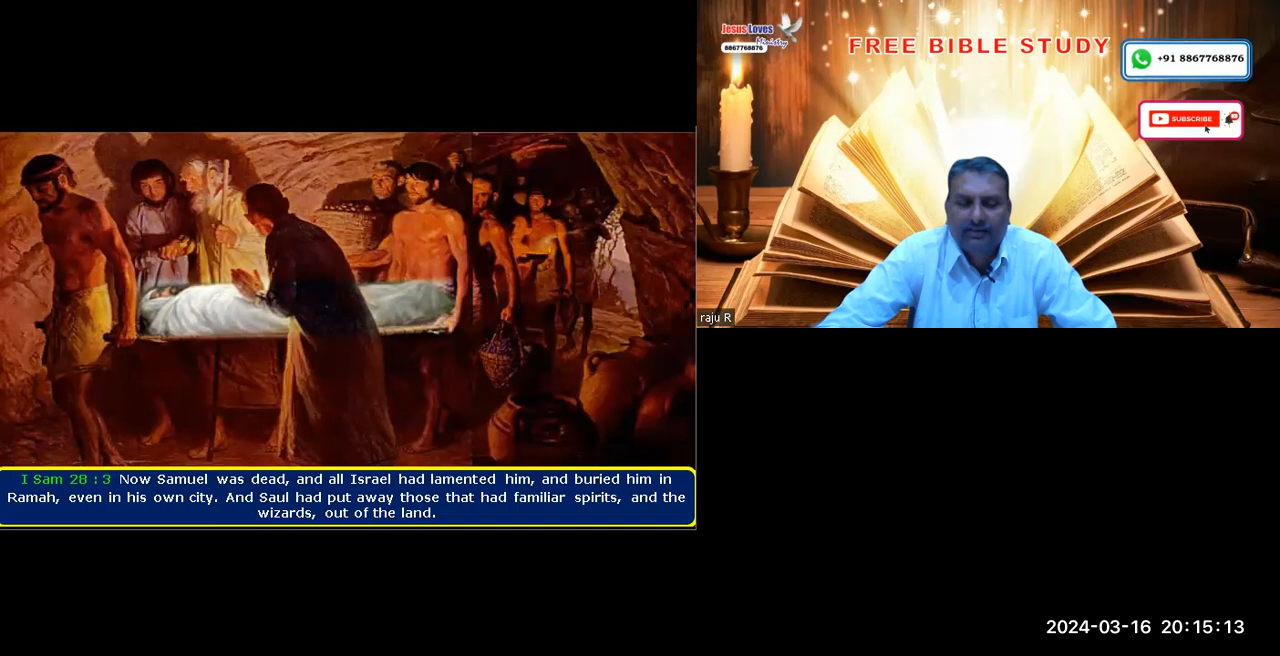 I Sam 28 : 3 Now Samuel was dead, and all Israel had lamented him, and buried him in
Ramah, even in his own city. And Saul had put away those that had familiar spirits, and the
wizards, out of the land.
Jesus Loves
Ministry
8867768876
FREE BIBLE STUDY
+91 8867768876
SUBSCRIBE
raju R
2024-03-16 20:15:13